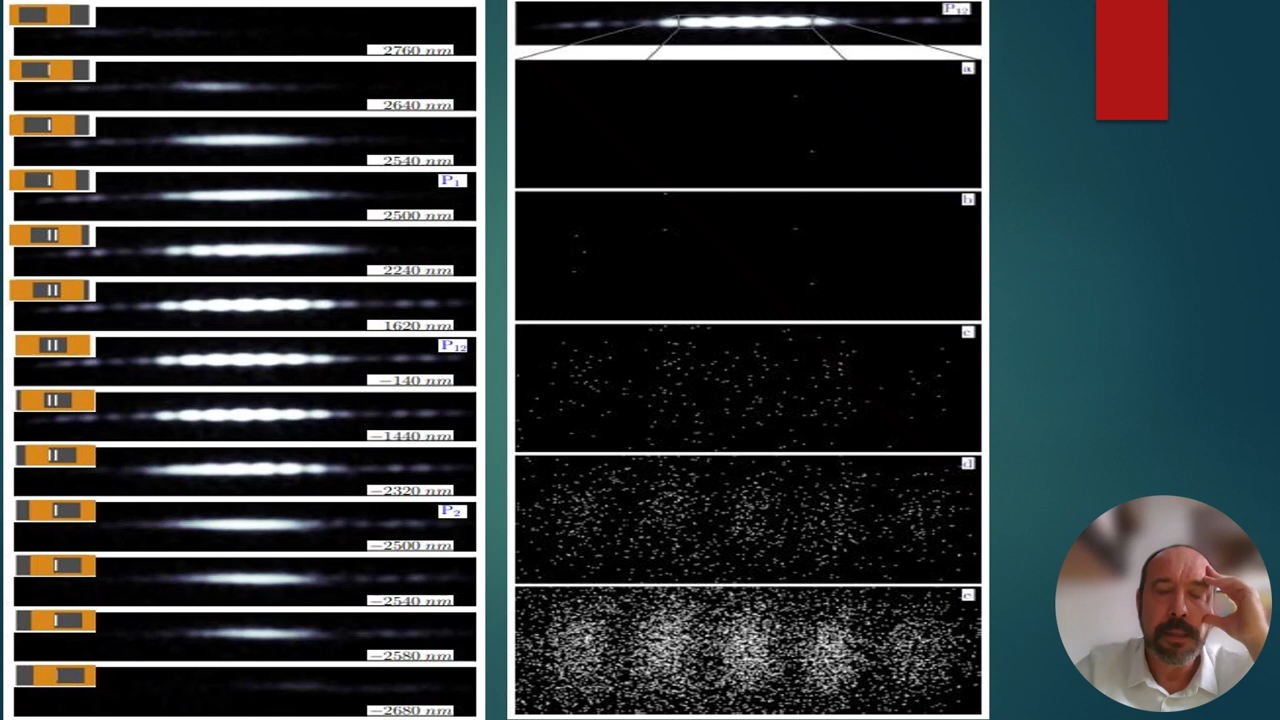 2760 nm
2640 nm
2540 nm
P₁
2500 nm
2240 nm
1620 nm
P₁₂
−140 nm
−1440 nm
−2320 nm
P₂
−2500 nm
−2540 nm
−2580 nm
−2680 nm
P₁₂
a
b
c
d
e